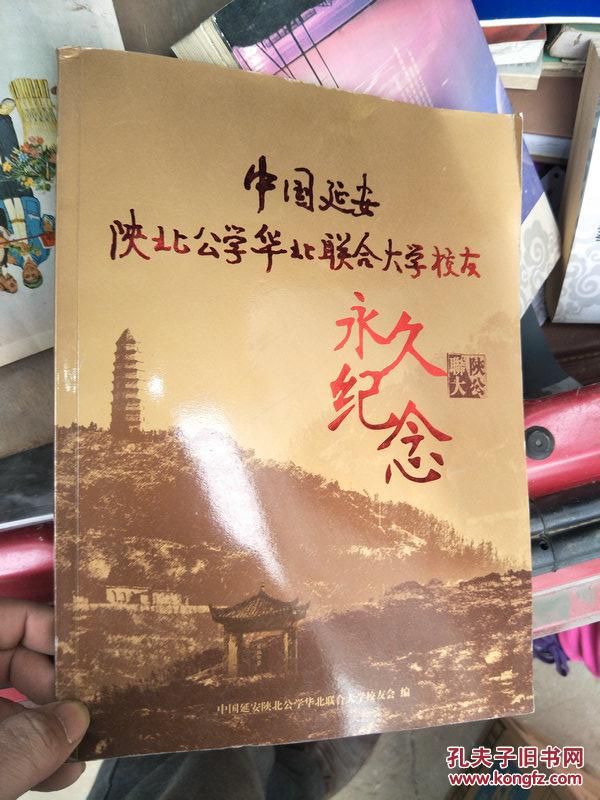 中国延安
陕北公学华北联合大学校友
永久
纪念
陕公
聯大
中国延安陕北公学华北联合大学校友会 编
孔夫子旧书网
www.kongfz.com